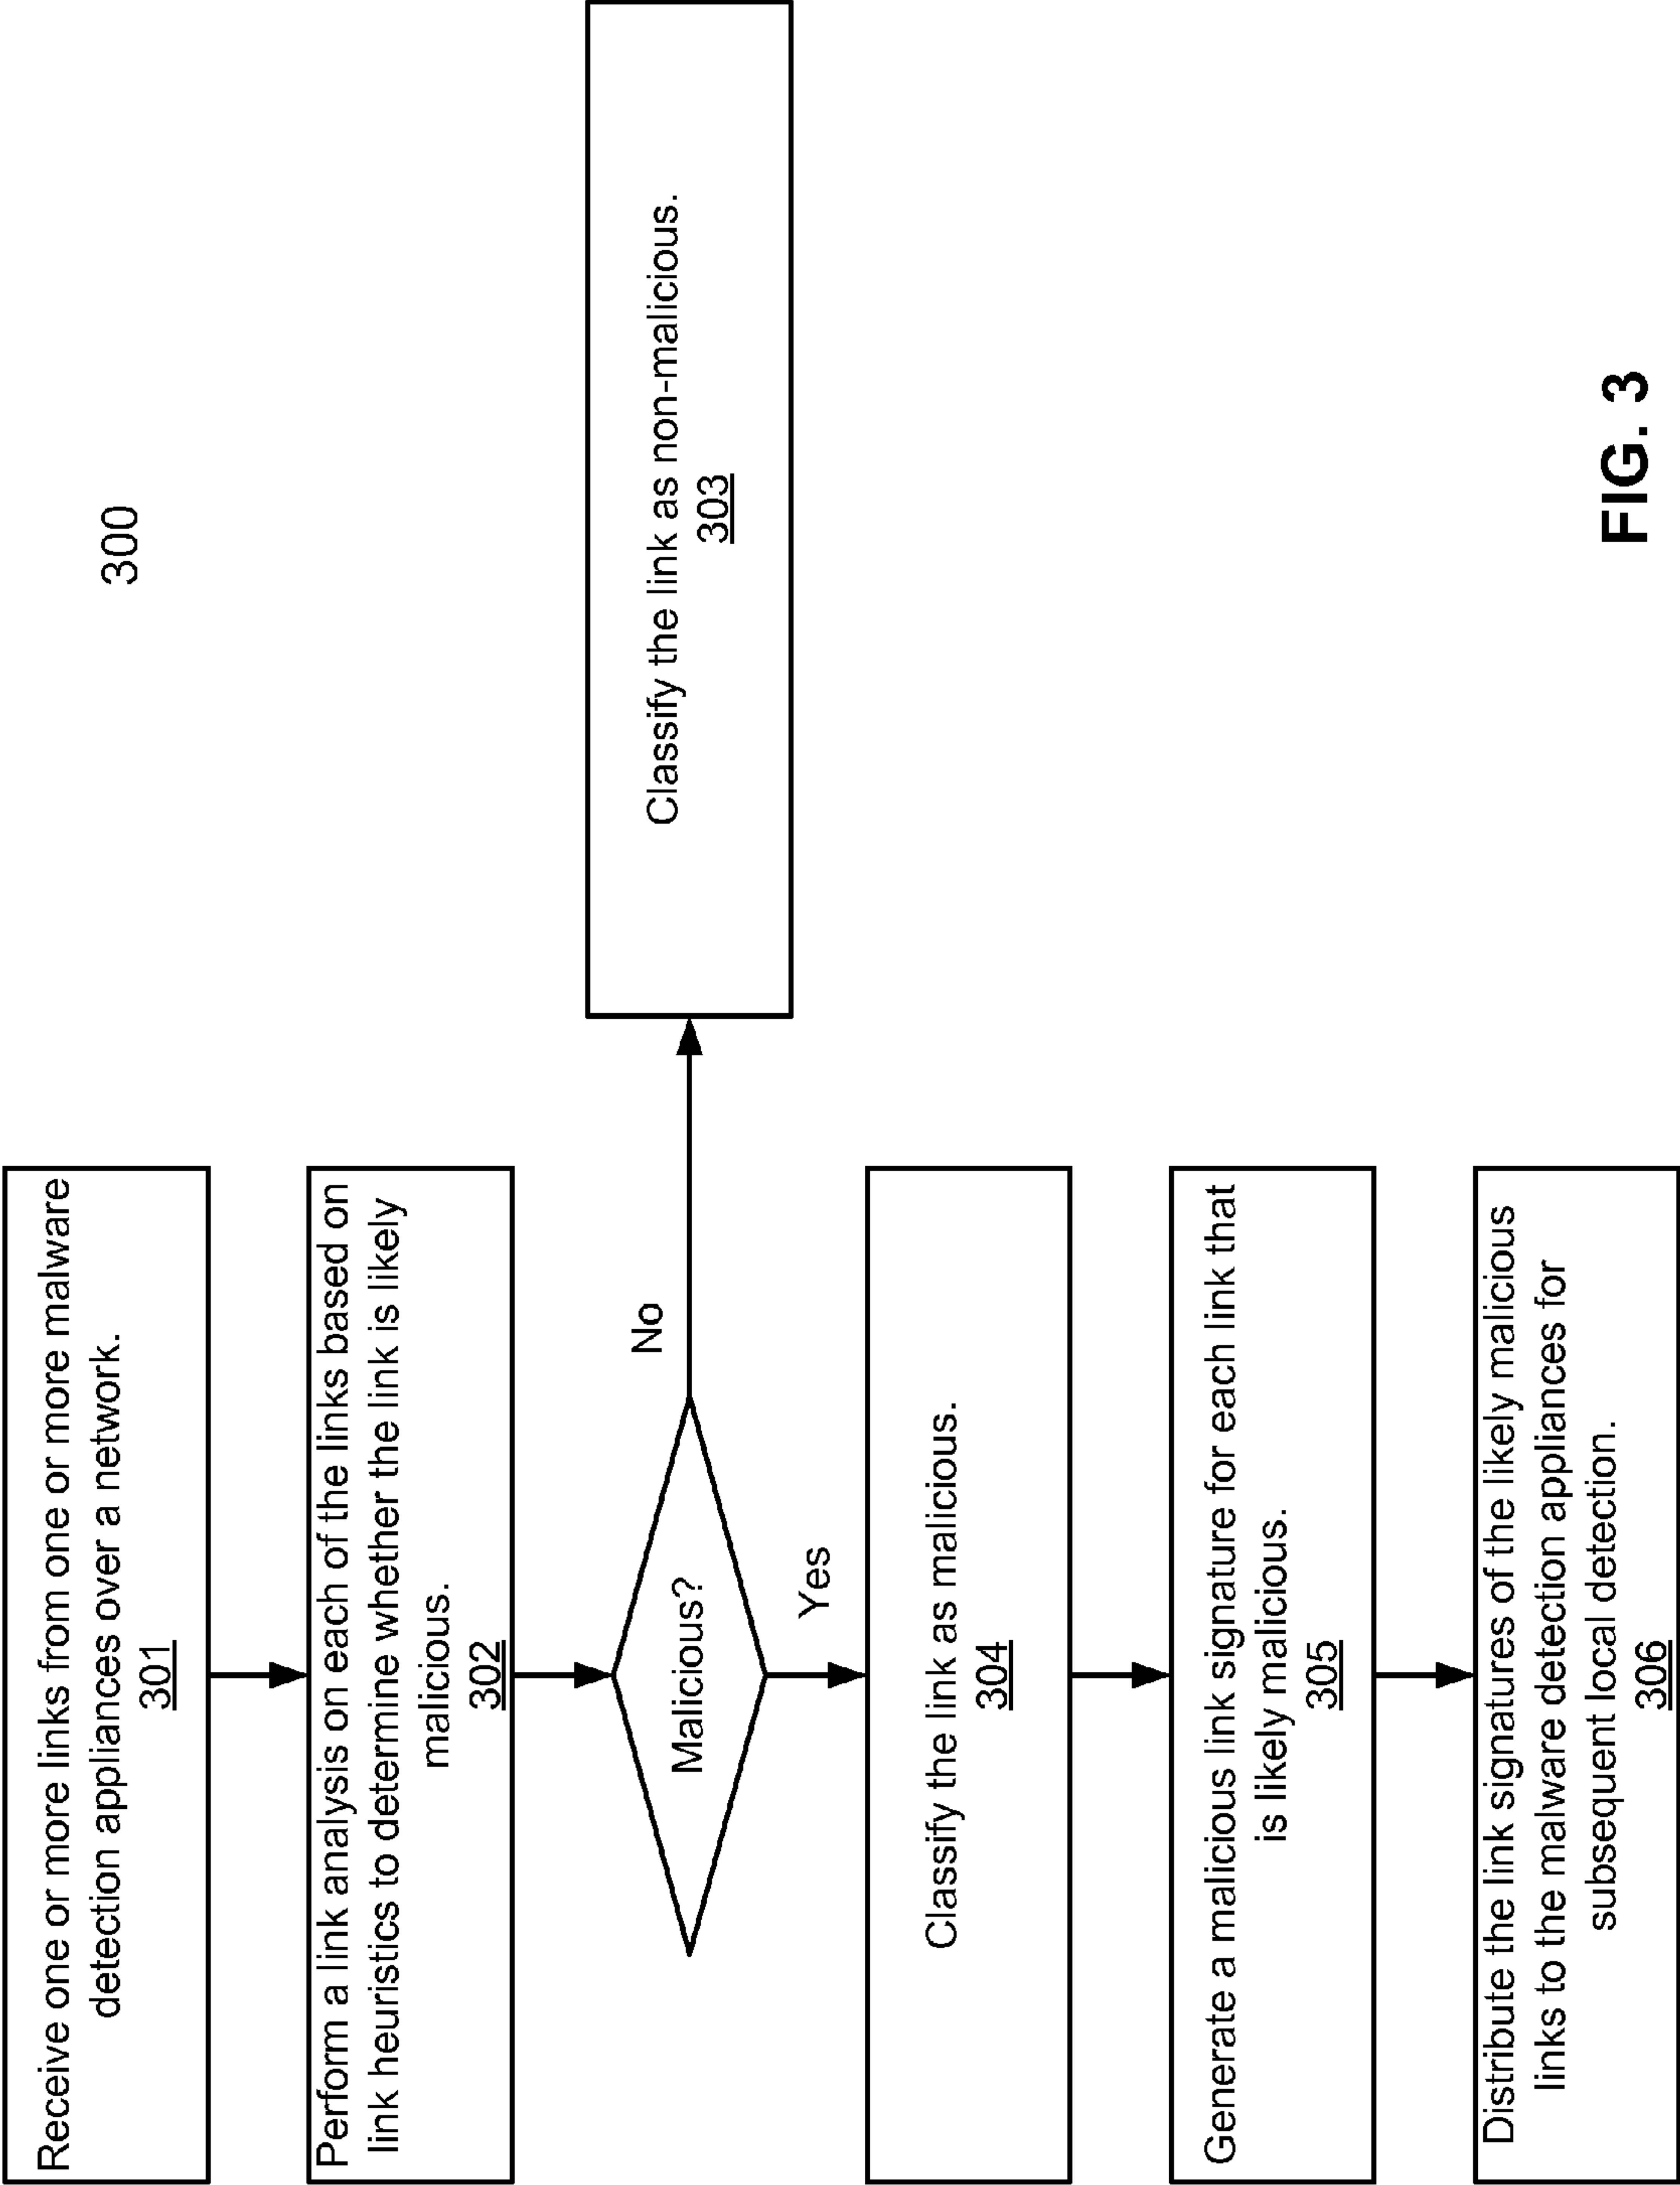 300
Receive one or more links from one or more malware
detection appliances over a network.
301
Perform a link analysis on each of the links based on
link heuristics to determine whether the link is likely
malicious.
302
Malicious?
No
Classify the link as non-malicious.
303
Yes
Classify the link as malicious.
304
Generate a malicious link signature for each link that
is likely malicious.
305
Distribute the link signatures of the likely malicious
links to the malware detection appliances for
subsequent local detection.
306
FIG. 3